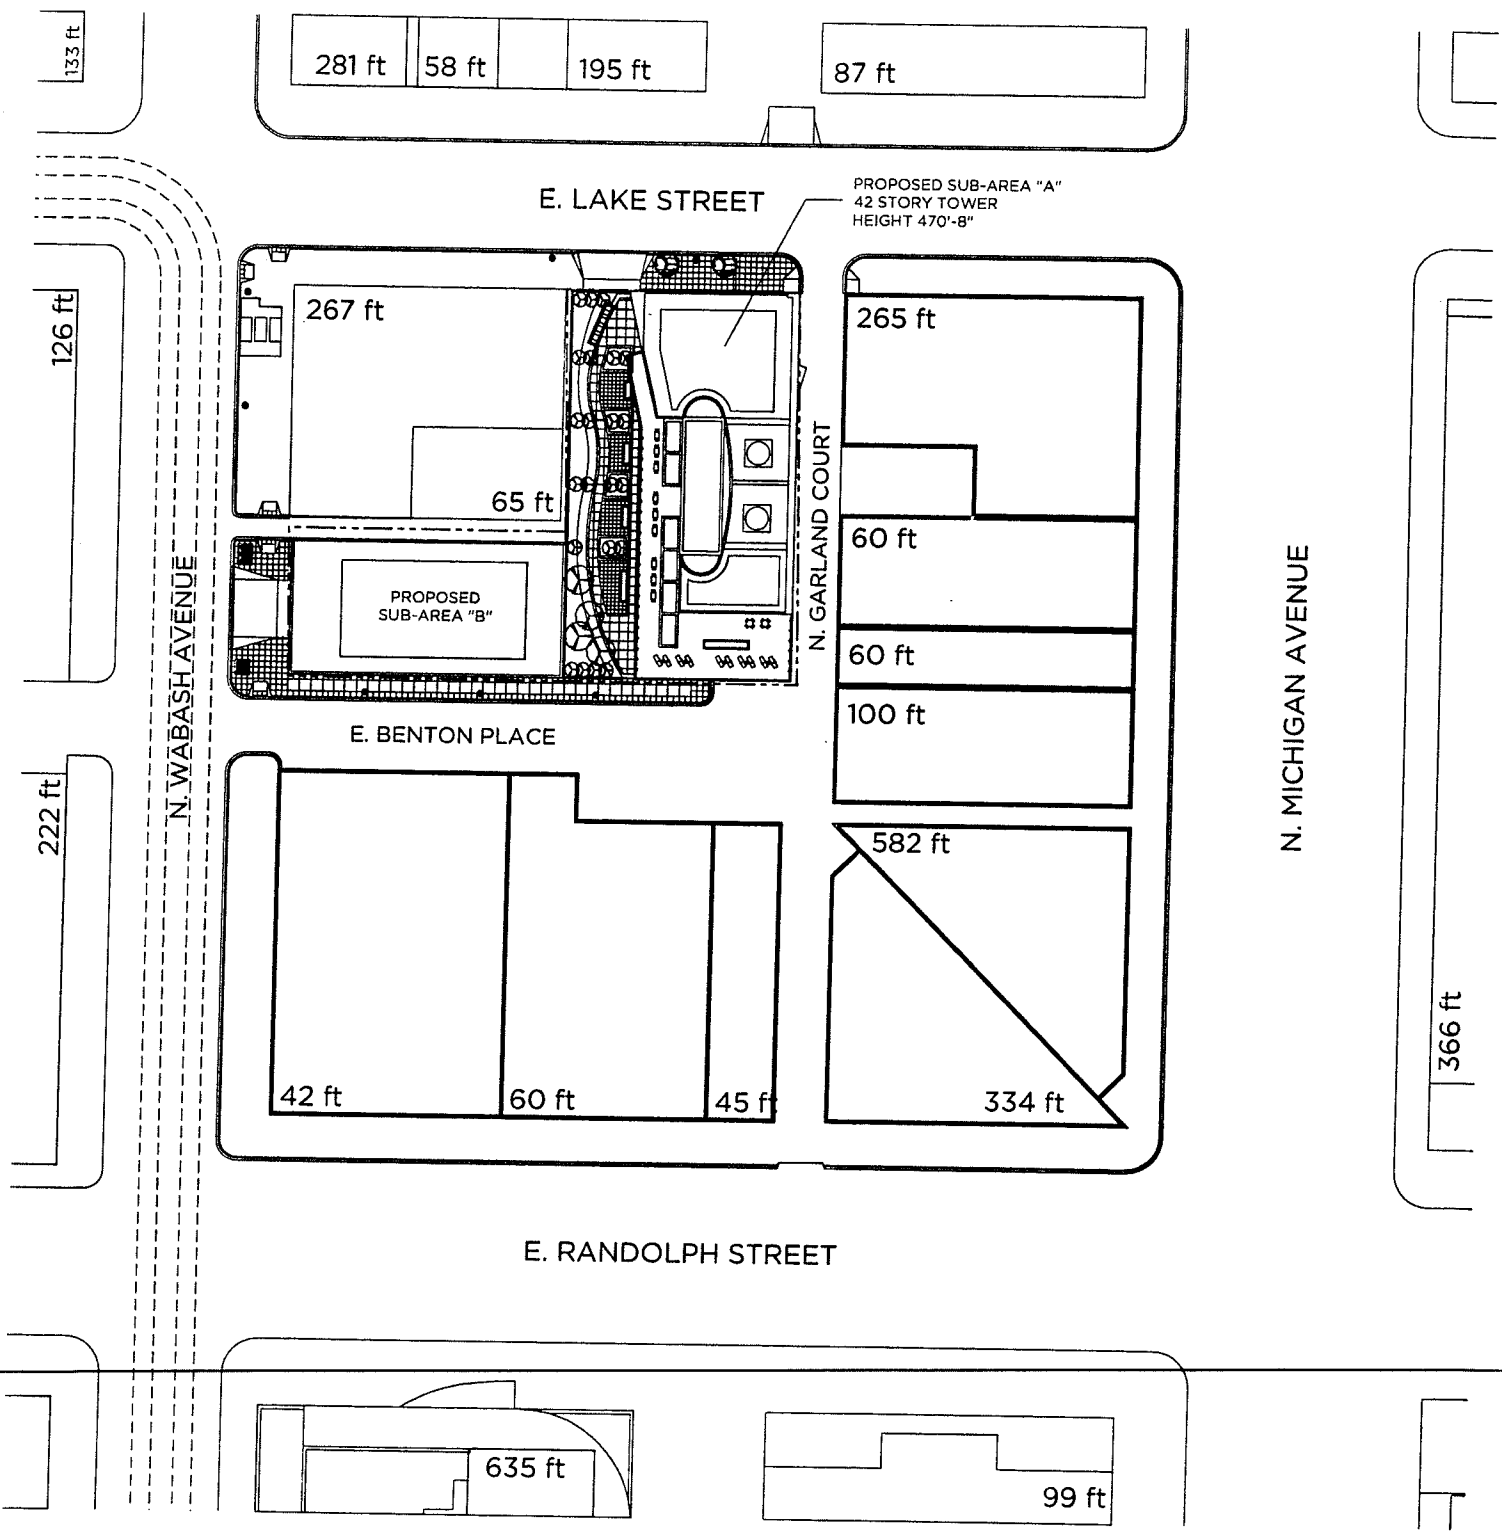 133 ft
281 ft
58 ft
195 ft
87 ft
E. LAKE STREET
PROPOSED SUB-AREA "A"
42 STORY TOWER
HEIGHT 470'-8"
126 ft
267 ft
265 ft
65 ft
N. GARLAND COURT
60 ft
PROPOSED
SUB-AREA "B"
N. WABASH AVENUE
60 ft
N. MICHIGAN AVENUE
100 ft
E. BENTON PLACE
222 ft
582 ft
366 ft
42 ft
60 ft
45 ft
334 ft
E. RANDOLPH STREET
635 ft
99 ft